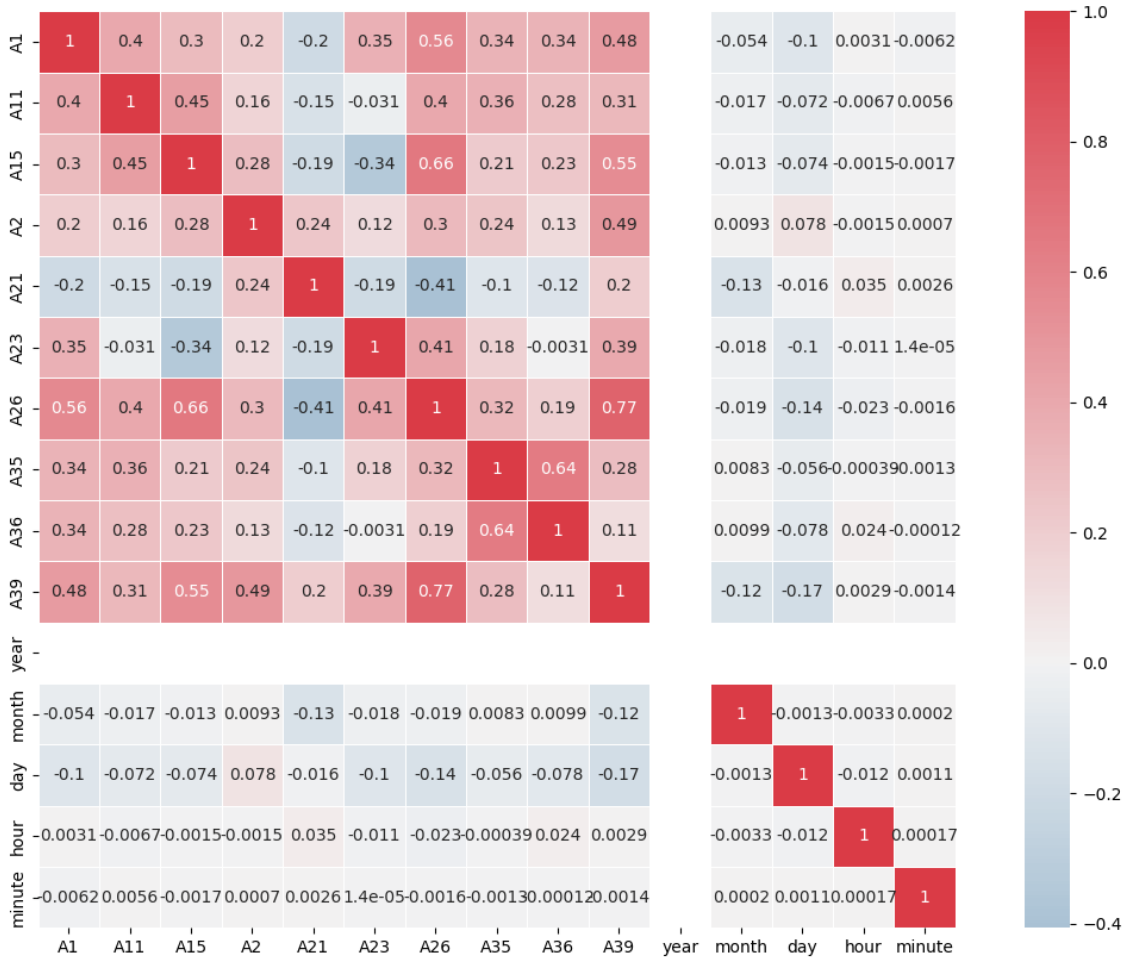 1.0
A1 1 0.4 0.3 0.2 -0.2 0.35 0.56 0.34 0.34 0.48 -0.054 -0.1 0.0031 -0.0062
A11 0.4 1 0.45 0.16 -0.15 -0.031 0.4 0.36 0.28 0.31 -0.017 -0.072 -0.0067 0.0056
0.8
A15 0.3 0.45 1 0.28 -0.19 -0.34 0.66 0.21 0.23 0.55 -0.013 -0.074 -0.0015 -0.0017
A2 0.2 0.16 0.28 1 0.24 0.12 0.3 0.24 0.13 0.49 0.0093 0.078 -0.0015 0.0007
0.6
A21 -0.2 -0.15 -0.19 0.24 1 -0.19 -0.41 -0.1 -0.12 0.2 -0.13 -0.016 0.035 0.0026
A23 0.35 -0.031 -0.34 0.12 -0.19 1 0.41 0.18 -0.0031 0.39 -0.018 -0.1 -0.011 1.4e-05
0.4
A26 0.56 0.4 0.66 0.3 -0.41 0.41 1 0.32 0.19 0.77 -0.019 -0.14 -0.023 -0.0016
A35 0.34 0.36 0.21 0.24 -0.1 0.18 0.32 1 0.64 0.28 0.0083 -0.056 -0.00039 -0.0013
0.2
A36 0.34 0.28 0.23 0.13 -0.12 -0.0031 0.19 0.64 1 0.11 0.0099 -0.078 0.024 -0.00012
A39 0.48 0.31 0.55 0.49 0.2 0.39 0.77 0.28 0.11 1 -0.12 -0.17 0.0029 -0.0014
year
0.0
month -0.054 -0.017 -0.013 0.0093 -0.13 -0.018 -0.019 0.0083 0.0099 -0.12 1 -0.0013 -0.0033 0.0002
day -0.1 -0.072 -0.074 0.078 -0.016 -0.1 -0.14 -0.056 -0.078 -0.17 -0.0013 1 -0.012 0.0011
-0.2
hour 0.0031 -0.0067 -0.0015 -0.0015 0.035 -0.011 -0.023 -0.00039 0.024 0.0029 -0.0033 -0.012 1 0.00017
minute -0.0062 0.0056 -0.0017 0.0007 0.0026 1.4e-05 -0.0016 -0.0013 -0.00012 -0.0014 0.0002 0.0011 0.00017 1
-0.4
A1 A11 A15 A2 A21 A23 A26 A35 A36 A39 year month day hour minute